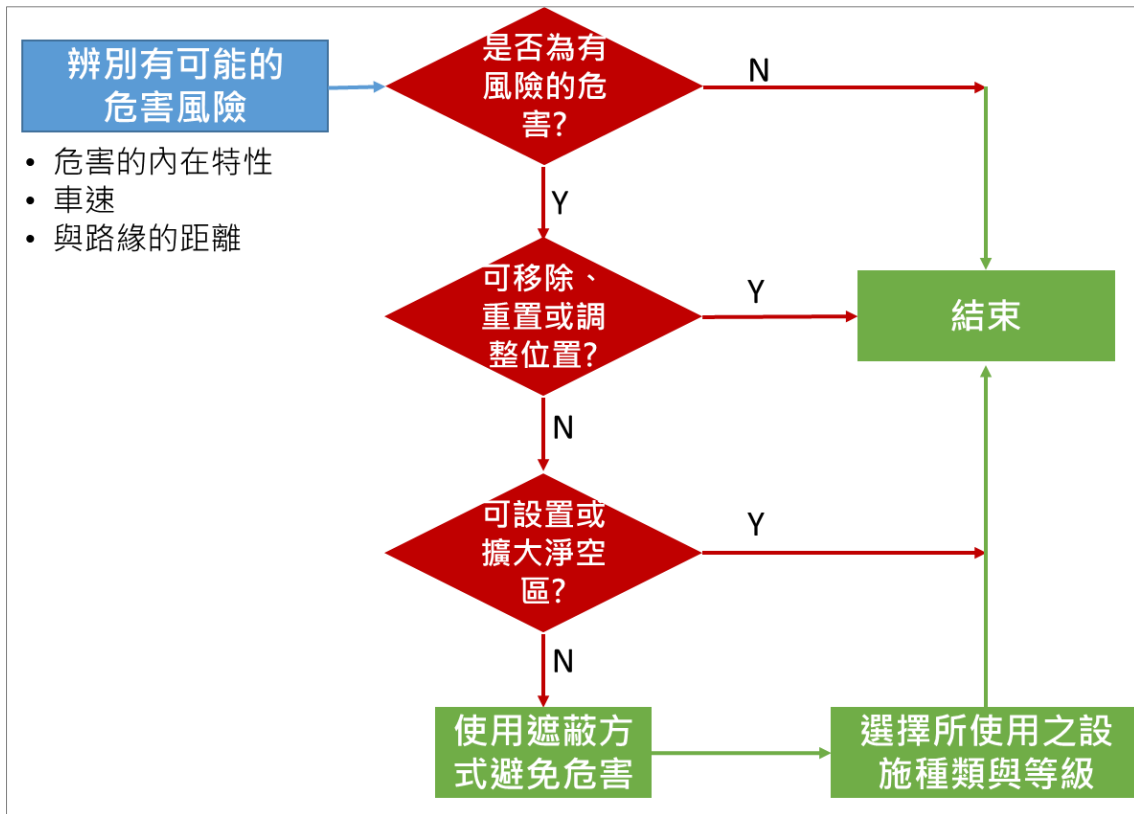 辨別有可能的
危害風險
• 危害的內在特性
• 車速
• 與路緣的距離
是否為有
風險的危
害?
N
Y
可移除、
重置或調
整位置?
Y
結束
N
可設置或
擴大淨空
區?
Y
N
使用遮蔽方
式避免危害
選擇所使用之設
施種類與等級